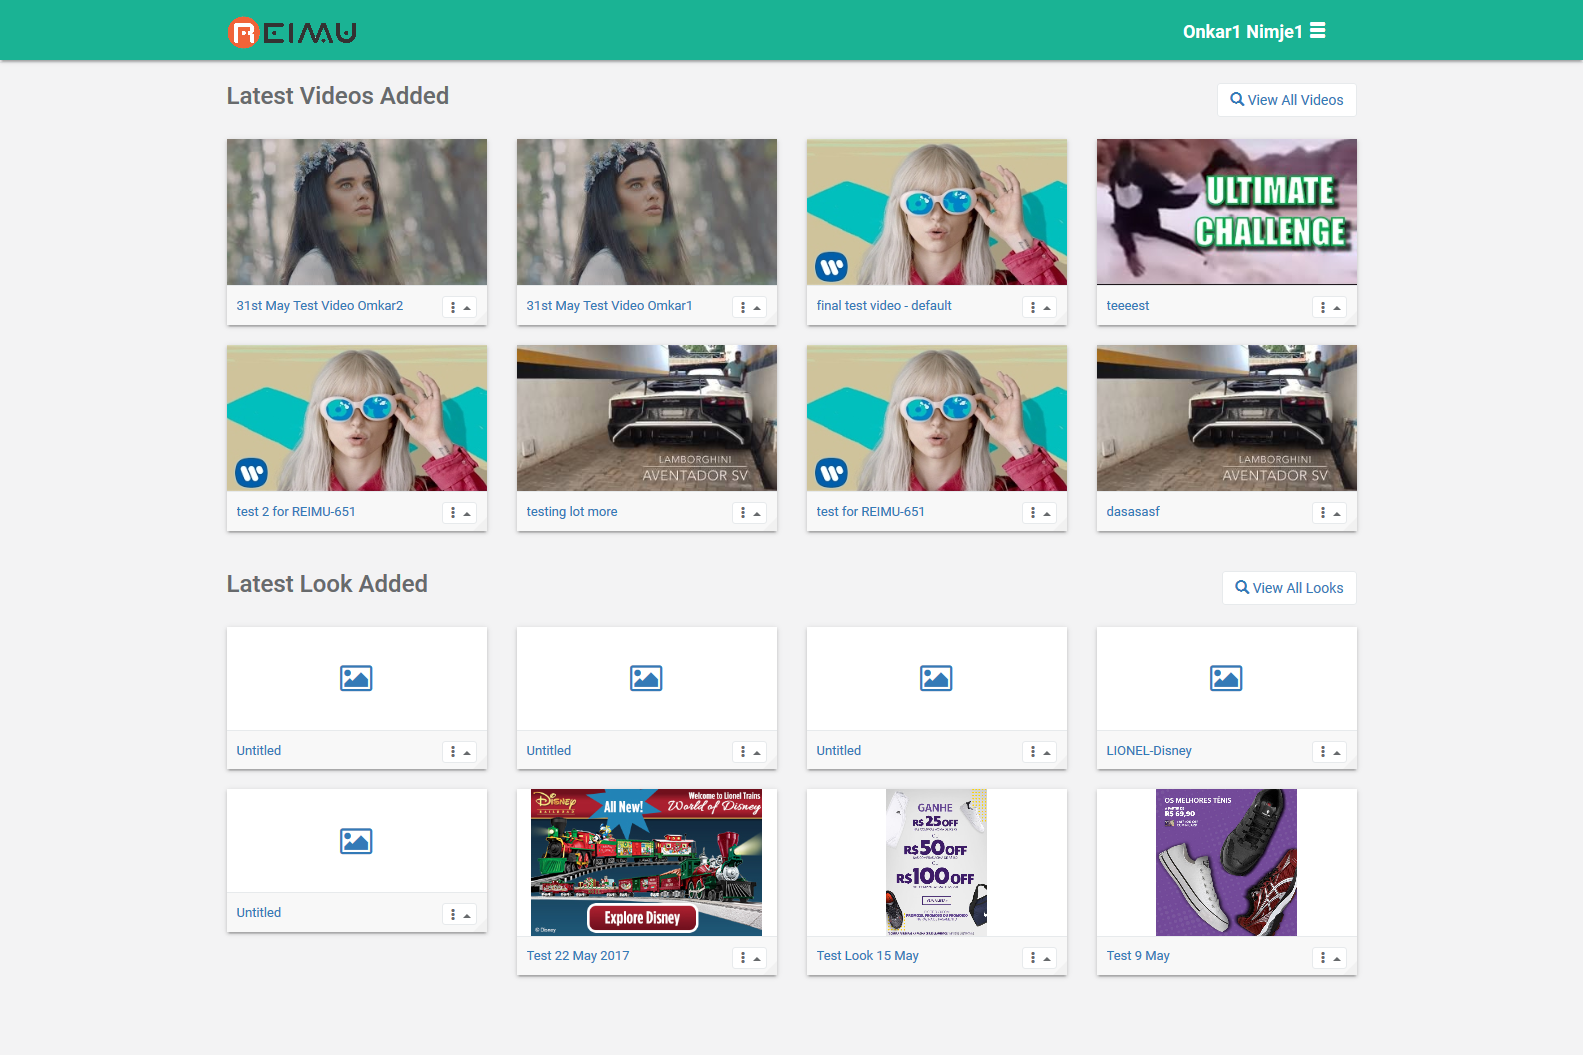 REIMU
Onkar1 Nimje1
Latest Videos Added
View All Videos
ULTIMATE
CHALLENGE
31st May Test Video Omkar2
31st May Test Video Omkar1
final test video - default
teeeest
LAMBORGHINI
AVENTADOR SV
LAMBORGHINI
AVENTADOR SV
test 2 for REIMU-651
testing lot more
test for REIMU-651
dasasasf
Latest Look Added
View All Looks
Untitled
Untitled
Untitled
LIONEL-Disney
Untitled
DISNEY
All New!
Welcome to Lionel Trains
World of Disney
Explore Disney
© Disney
GANHE
R$25 OFF
R$50 OFF
R$100 OFF
OS MELHORES TÊNIS
R$ 69,90
Test 22 May 2017
Test Look 15 May
Test 9 May